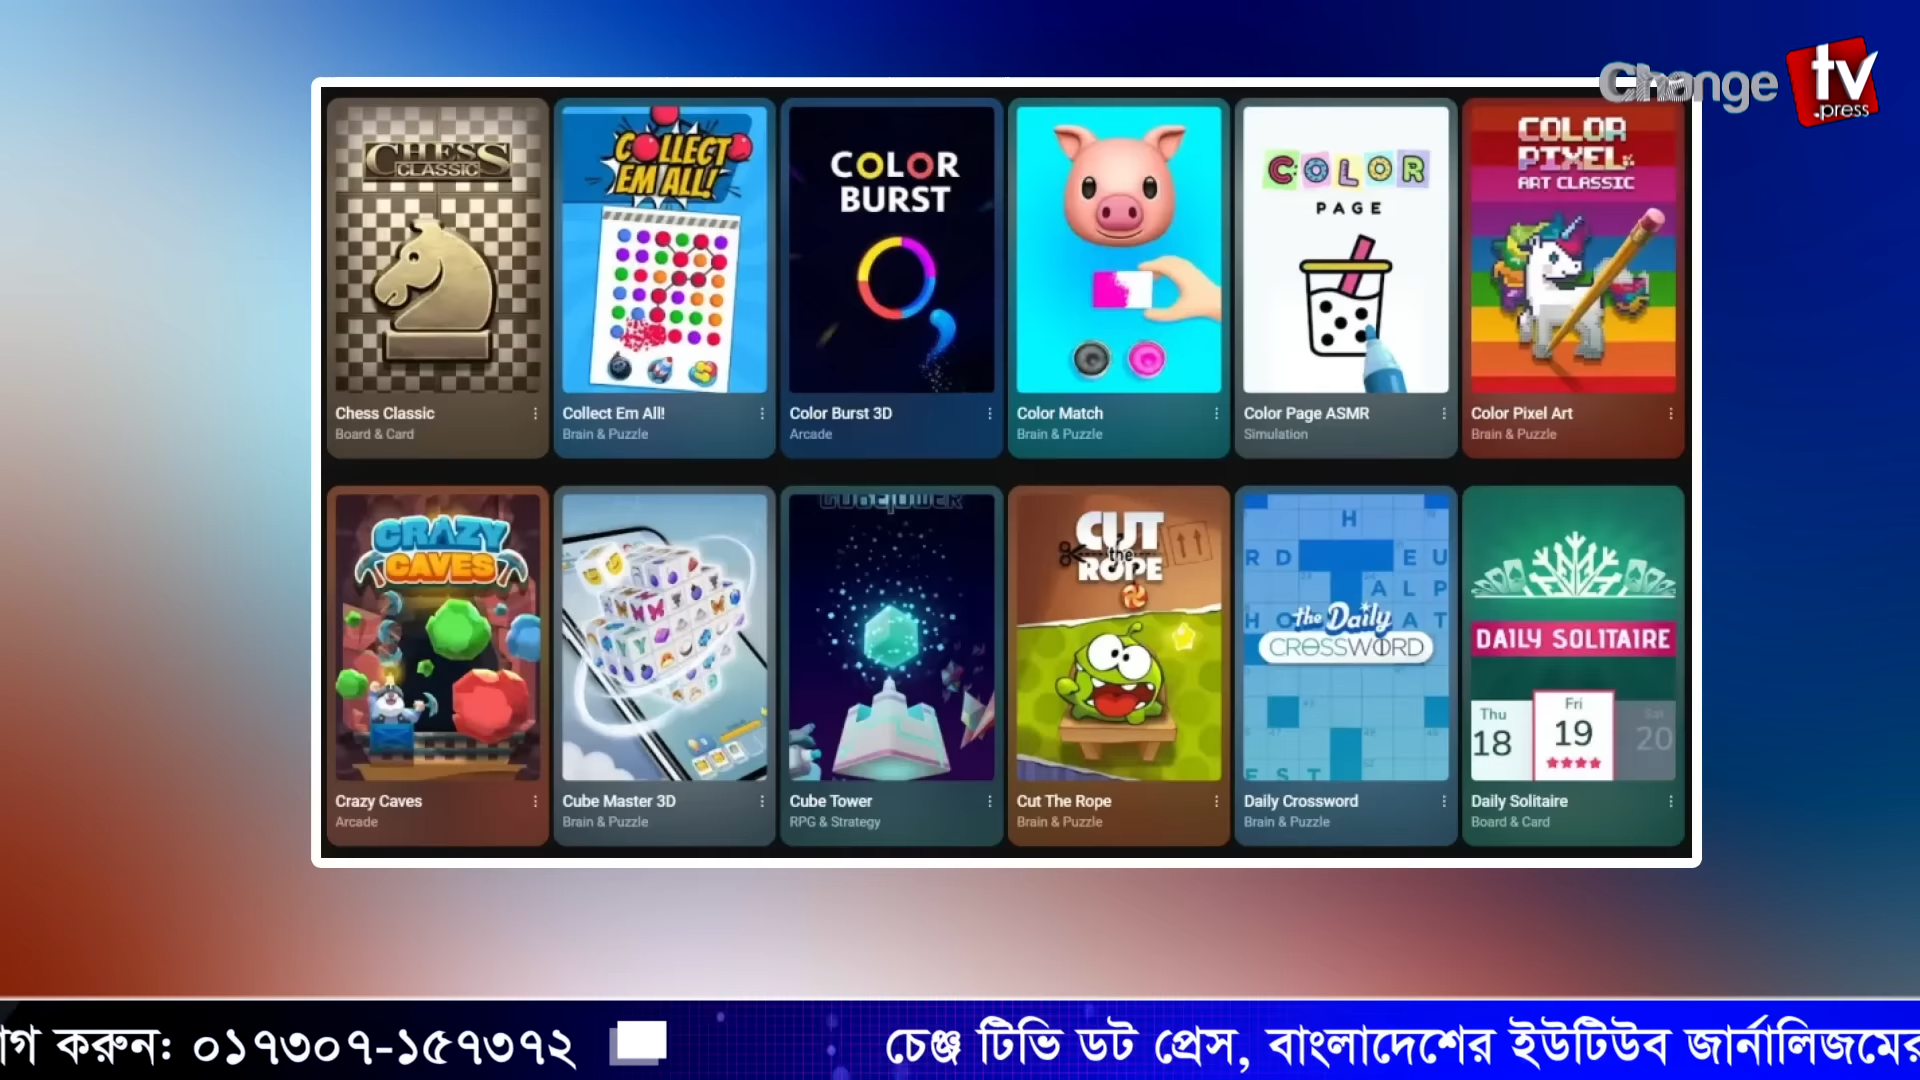 Change tv
.press
CHESS
CLASSIC
COLLECT
EM ALL!
COLOR
BURST
COLOR
PAGE
COLOR
PIXEL
ART CLASSIC
Chess Classic
Board & Card
Collect Em All!
Brain & Puzzle
Color Burst 3D
Arcade
Color Match
Brain & Puzzle
Color Page ASMR
Simulation
Color Pixel Art
Brain & Puzzle
CRAZY
CAVES
CUBETOWER
CUT
the
ROPE
H
R D E U
A L P
H O A T
the Daily
CROSSWORD
E S T
DAILY SOLITAIRE
Thu
18
Fri
19
Sat
20
Crazy Caves
Arcade
Cube Master 3D
Brain & Puzzle
Cube Tower
RPG & Strategy
Cut The Rope
Brain & Puzzle
Daily Crossword
Brain & Puzzle
Daily Solitaire
Board & Card
করুন: ০১৭৩০৭-১৫৭৩৭২ চেঞ্জ টিভি ডট প্রেস, বাংলাদেশের ইউটিউব জার্নালিজমের